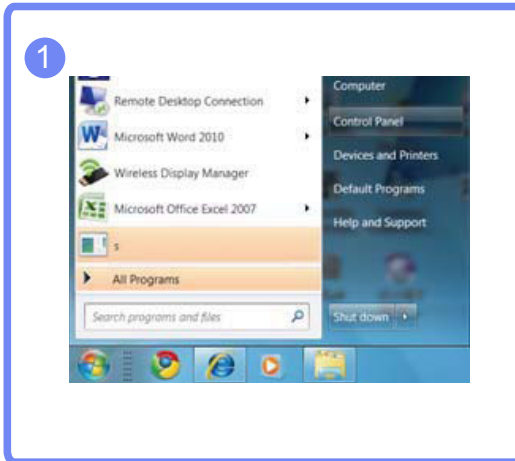 1
Remote Desktop Connection
Microsoft Word 2010
Wireless Display Manager
Microsoft Office Excel 2007
s
All Programs
Search programs and files
Computer
Control Panel
Devices and Printers
Default Programs
Help and Support
Shut down